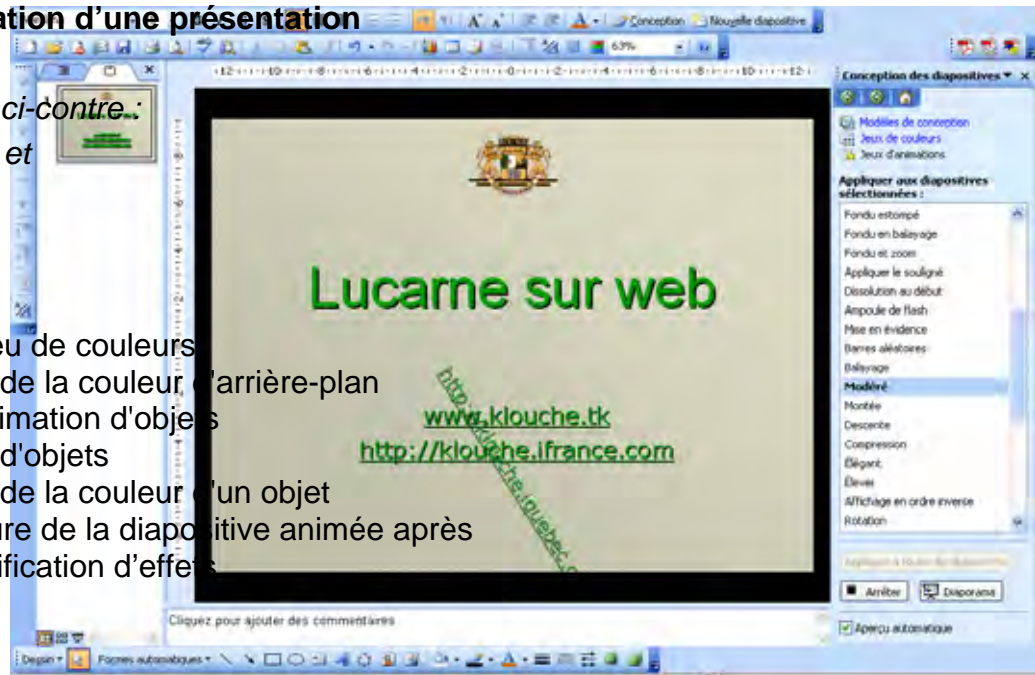 ation d'une présentation
Conception
Nouvelle diapositive
63%
ci-contre :
et
eu de couleurs
de la couleur d'arrière-plan
imation d'objets
d'objets
de la couleur d'un objet
ure de la diapositive animée après
ification d'effets
Lucarne sur web
www.klouche.tk
http://klouche.ifrance.com
Cliquez pour ajouter des commentaires
Dessin
Formes automatiques
Conception des diapositives
Modèles de conception
Jeux de couleurs
Jeux d'animations
Appliquer aux diapositives
sélectionnées :
Fondu estompé
Fondu en balayage
Fondu et zoom
Appliquer le souligné
Dissolution au début
Ampoule de flash
Mise en évidence
Barres aléatoires
Balayage
Modéré
Montée
Descente
Compression
Élégant
Élever
Affichage en ordre inverse
Rotation
Arrêter
Diaporama
Aperçu automatique